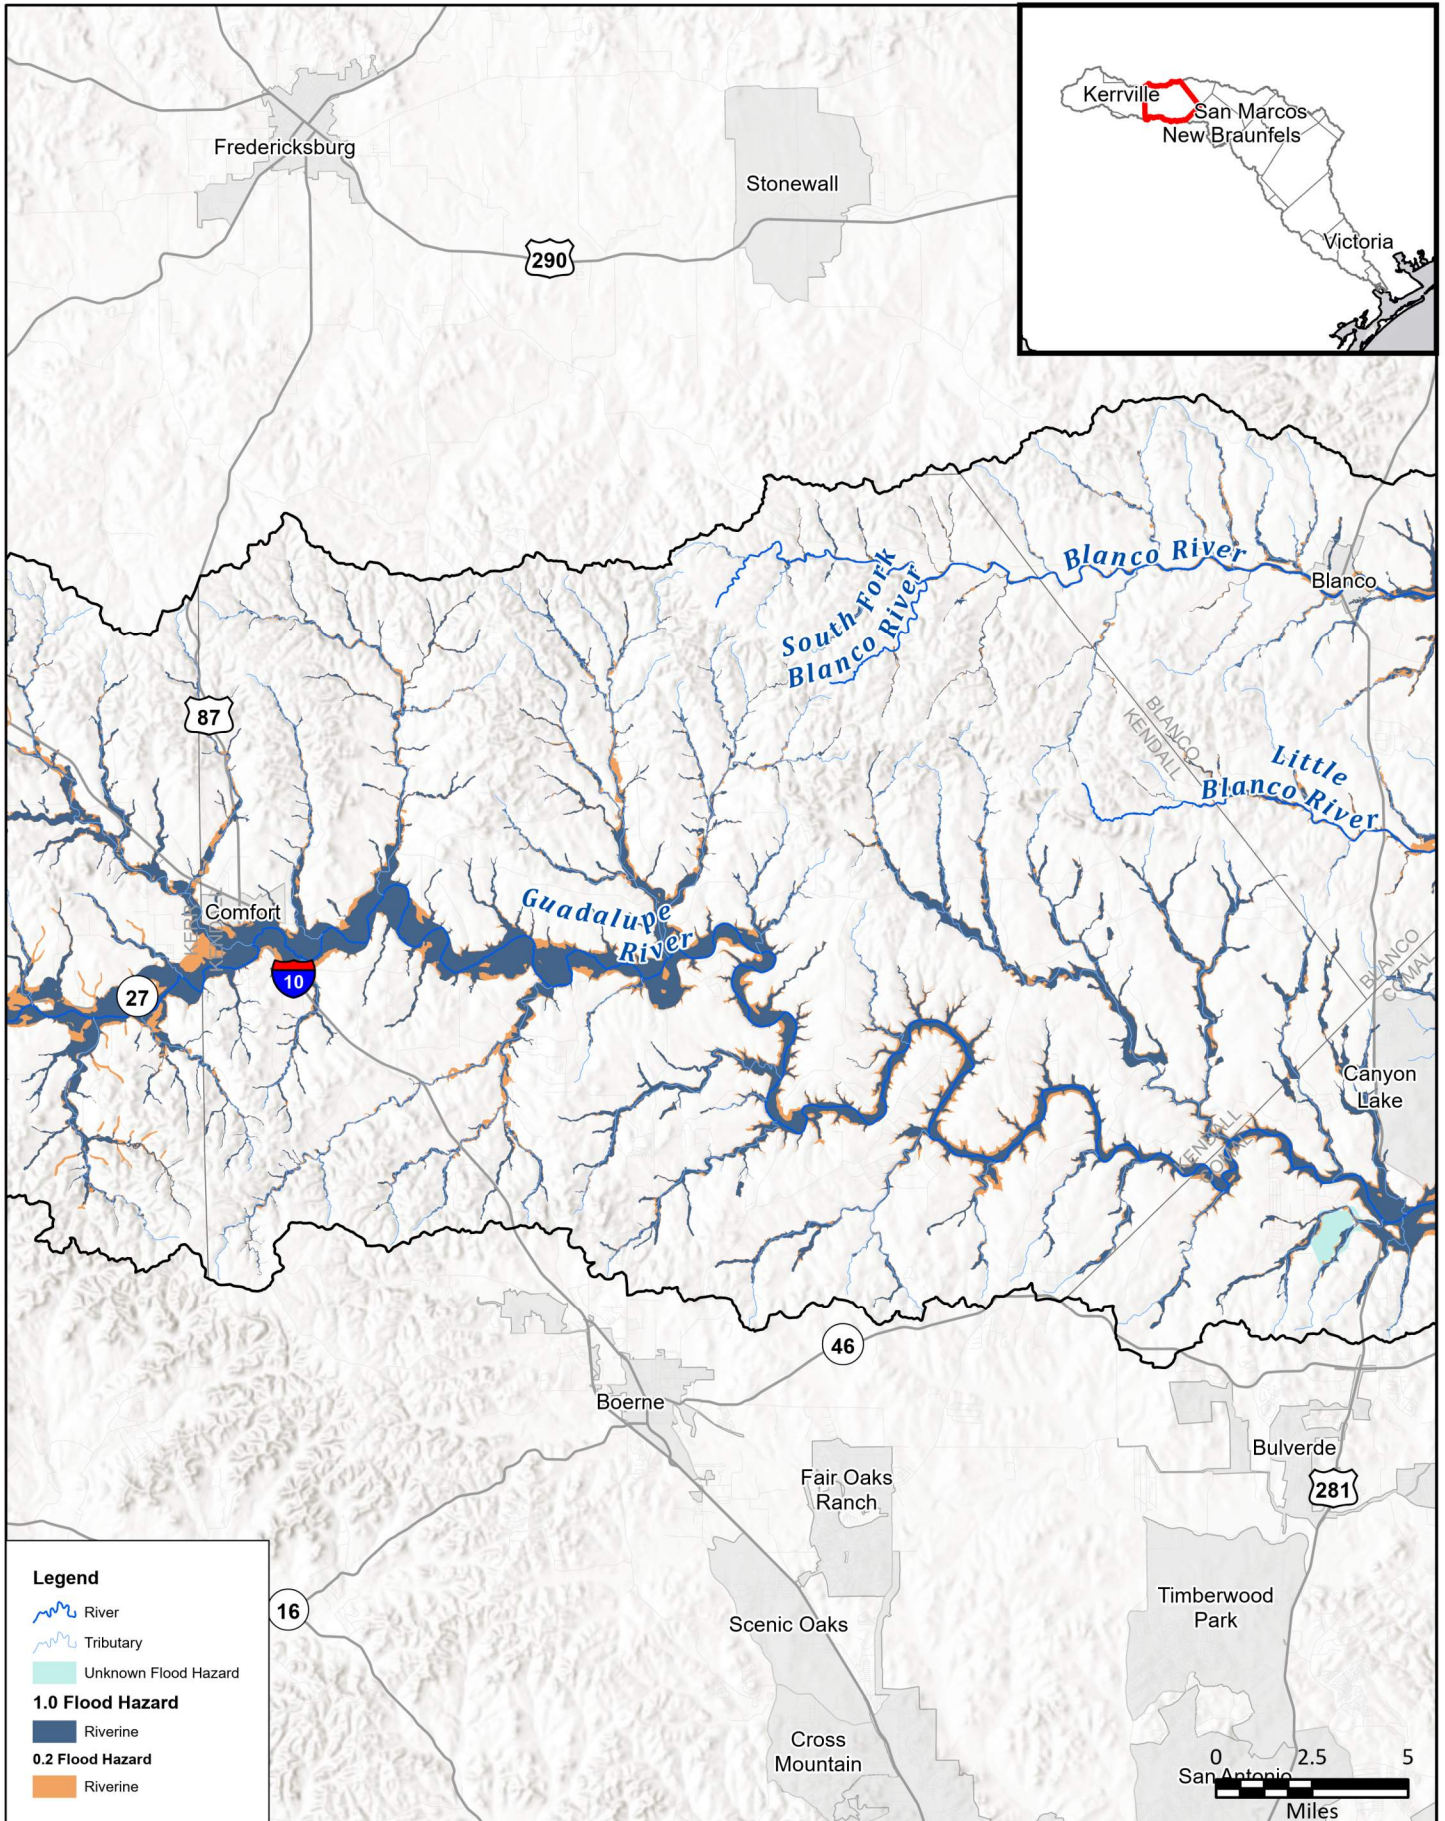 Kerrville
San Marcos
New Braunfels
Victoria
Fredericksburg
Stonewall
290
Blanco River
South Fork
Blanco River
Blanco
87
BLANCO
KENDALL
Little
Blanco River
Comfort
Guadalupe
River
KENDALL
BLANCO
COMAL
10
27
Canyon
Lake
KENDALL
COMAL
46
Boerne
Bulverde
Fair Oaks
Ranch
281
Legend
River
Tributary
Unknown Flood Hazard
1.0 Flood Hazard
Riverine
0.2 Flood Hazard
Riverine
16
Timberwood
Park
Scenic Oaks
Cross
Mountain
San Antonio
0 2.5 5
Miles